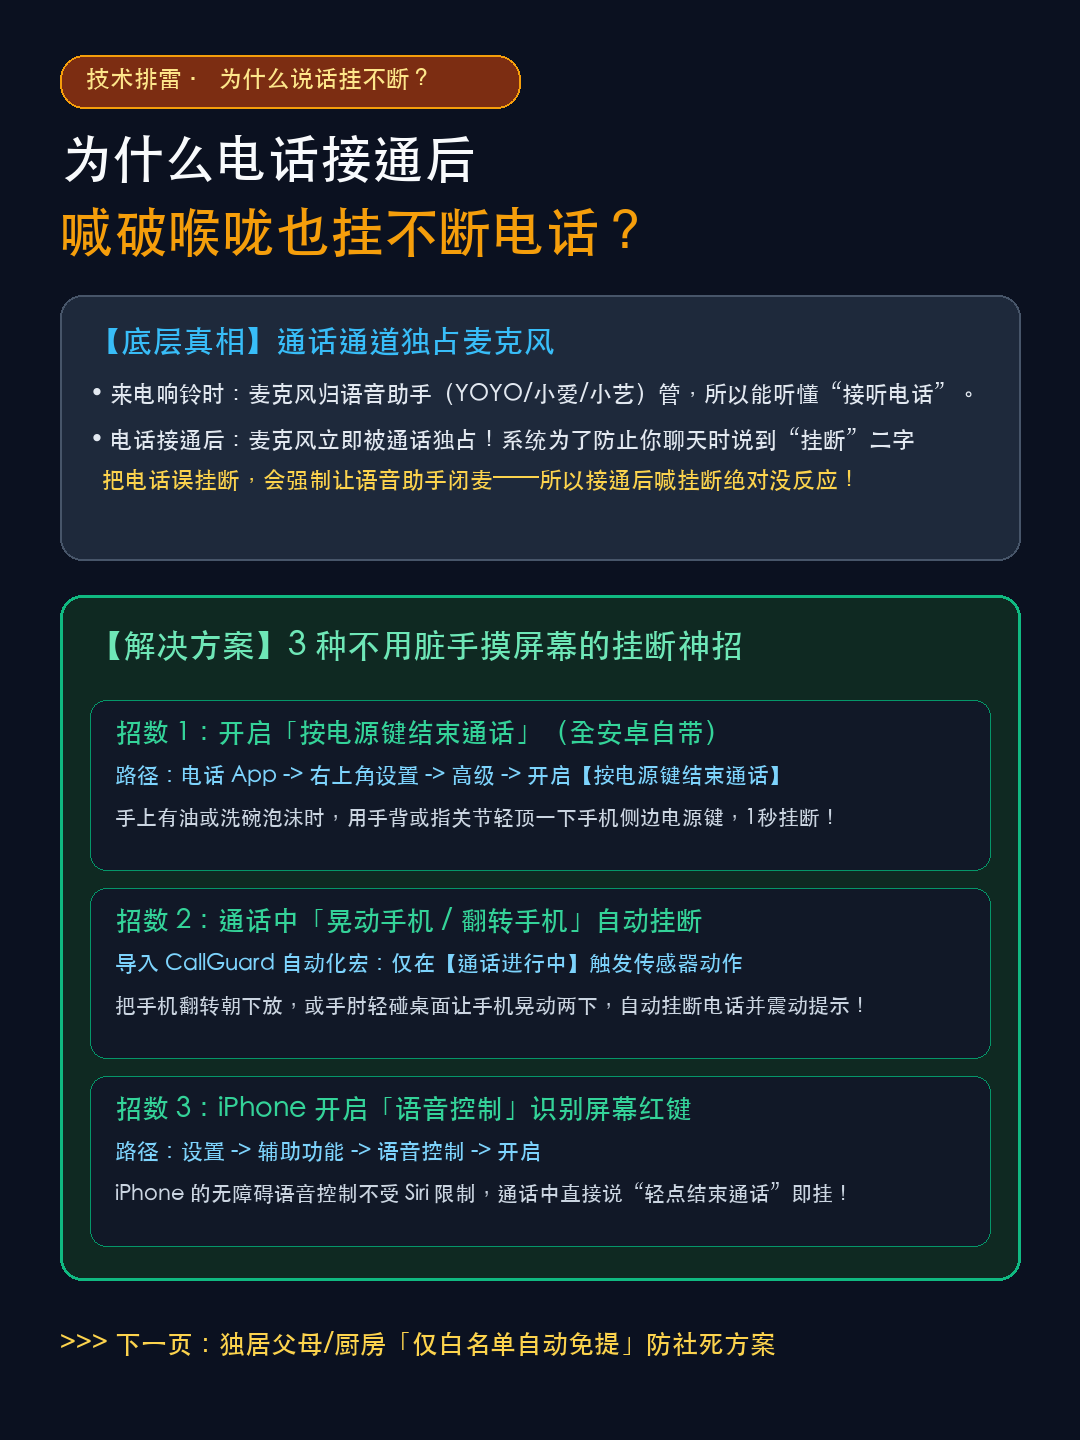 技术排雷· 为什么说话挂不断？
为什么电话接通后
喊破喉咙也挂不断电话？
【底层真相】通话通道独占麦克风
• 来电响铃时：麦克风归语音助手（YOYO/小爱/小艺）管，所以能听懂“接听电话”。
• 电话接通后：麦克风立即被通话独占！系统为了防止你聊天时说到“挂断”二字
把电话误挂断，会强制让语音助手闭麦——所以接通后喊挂断绝对没反应！
【解决方案】3 种不用脏手摸屏幕的挂断神招
招数 1：开启「按电源键结束通话」（全安卓自带）
路径：电话 App -> 右上角设置 -> 高级 -> 开启【按电源键结束通话】
手上有油或洗碗泡沫时，用手背或指关节轻顶一下手机侧边电源键，1秒挂断！
招数 2：通话中「晃动手机 / 翻转手机」自动挂断
导入 CallGuard 自动化宏：仅在【通话进行中】触发传感器动作
把手机翻转朝下放，或手肘轻碰桌面让手机晃动两下，自动挂断电话并震动提示！
招数 3：iPhone 开启「语音控制」识别屏幕红键
路径：设置 -> 辅助功能 -> 语音控制 -> 开启
iPhone 的无障碍语音控制不受 Siri 限制，通话中直接说“轻点结束通话”即挂！
>>> 下一页：独居父母/厨房「仅白名单自动免提」防社死方案